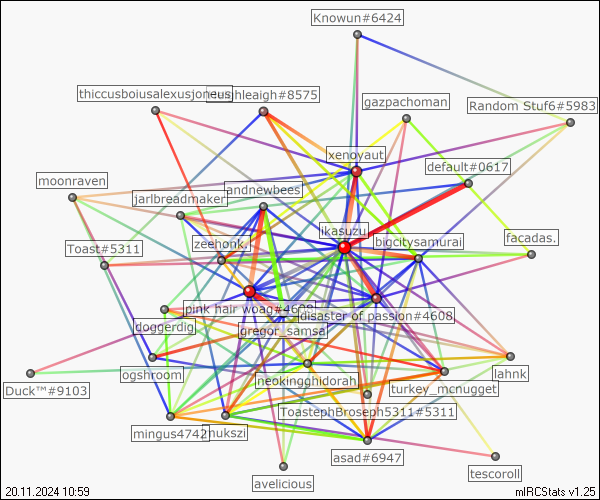 Knowun#6424
thiccboiusalexusjoneus
hleaigh#8575
gazpachoman
Random Stuf6#5983
xenoyaut
default#0617
moonraven
andnewbees
jarlbreadmaker
ikasuzu
zeehonk.
bigcitysamurai
facadas.
Toast#5311
pink hair woag#4608
disaster of passion#4608
doggerdig
gregor_samsa
ogshroom
neokingghidorah
lahnk
Duck™#9103
turkey_mcnugget
ToastephBroseph5311#5311
mingus4742
nukszi
asad#6947
avelicious
tescoroll
20.11.2024 10:59
mIRCStats v1.25